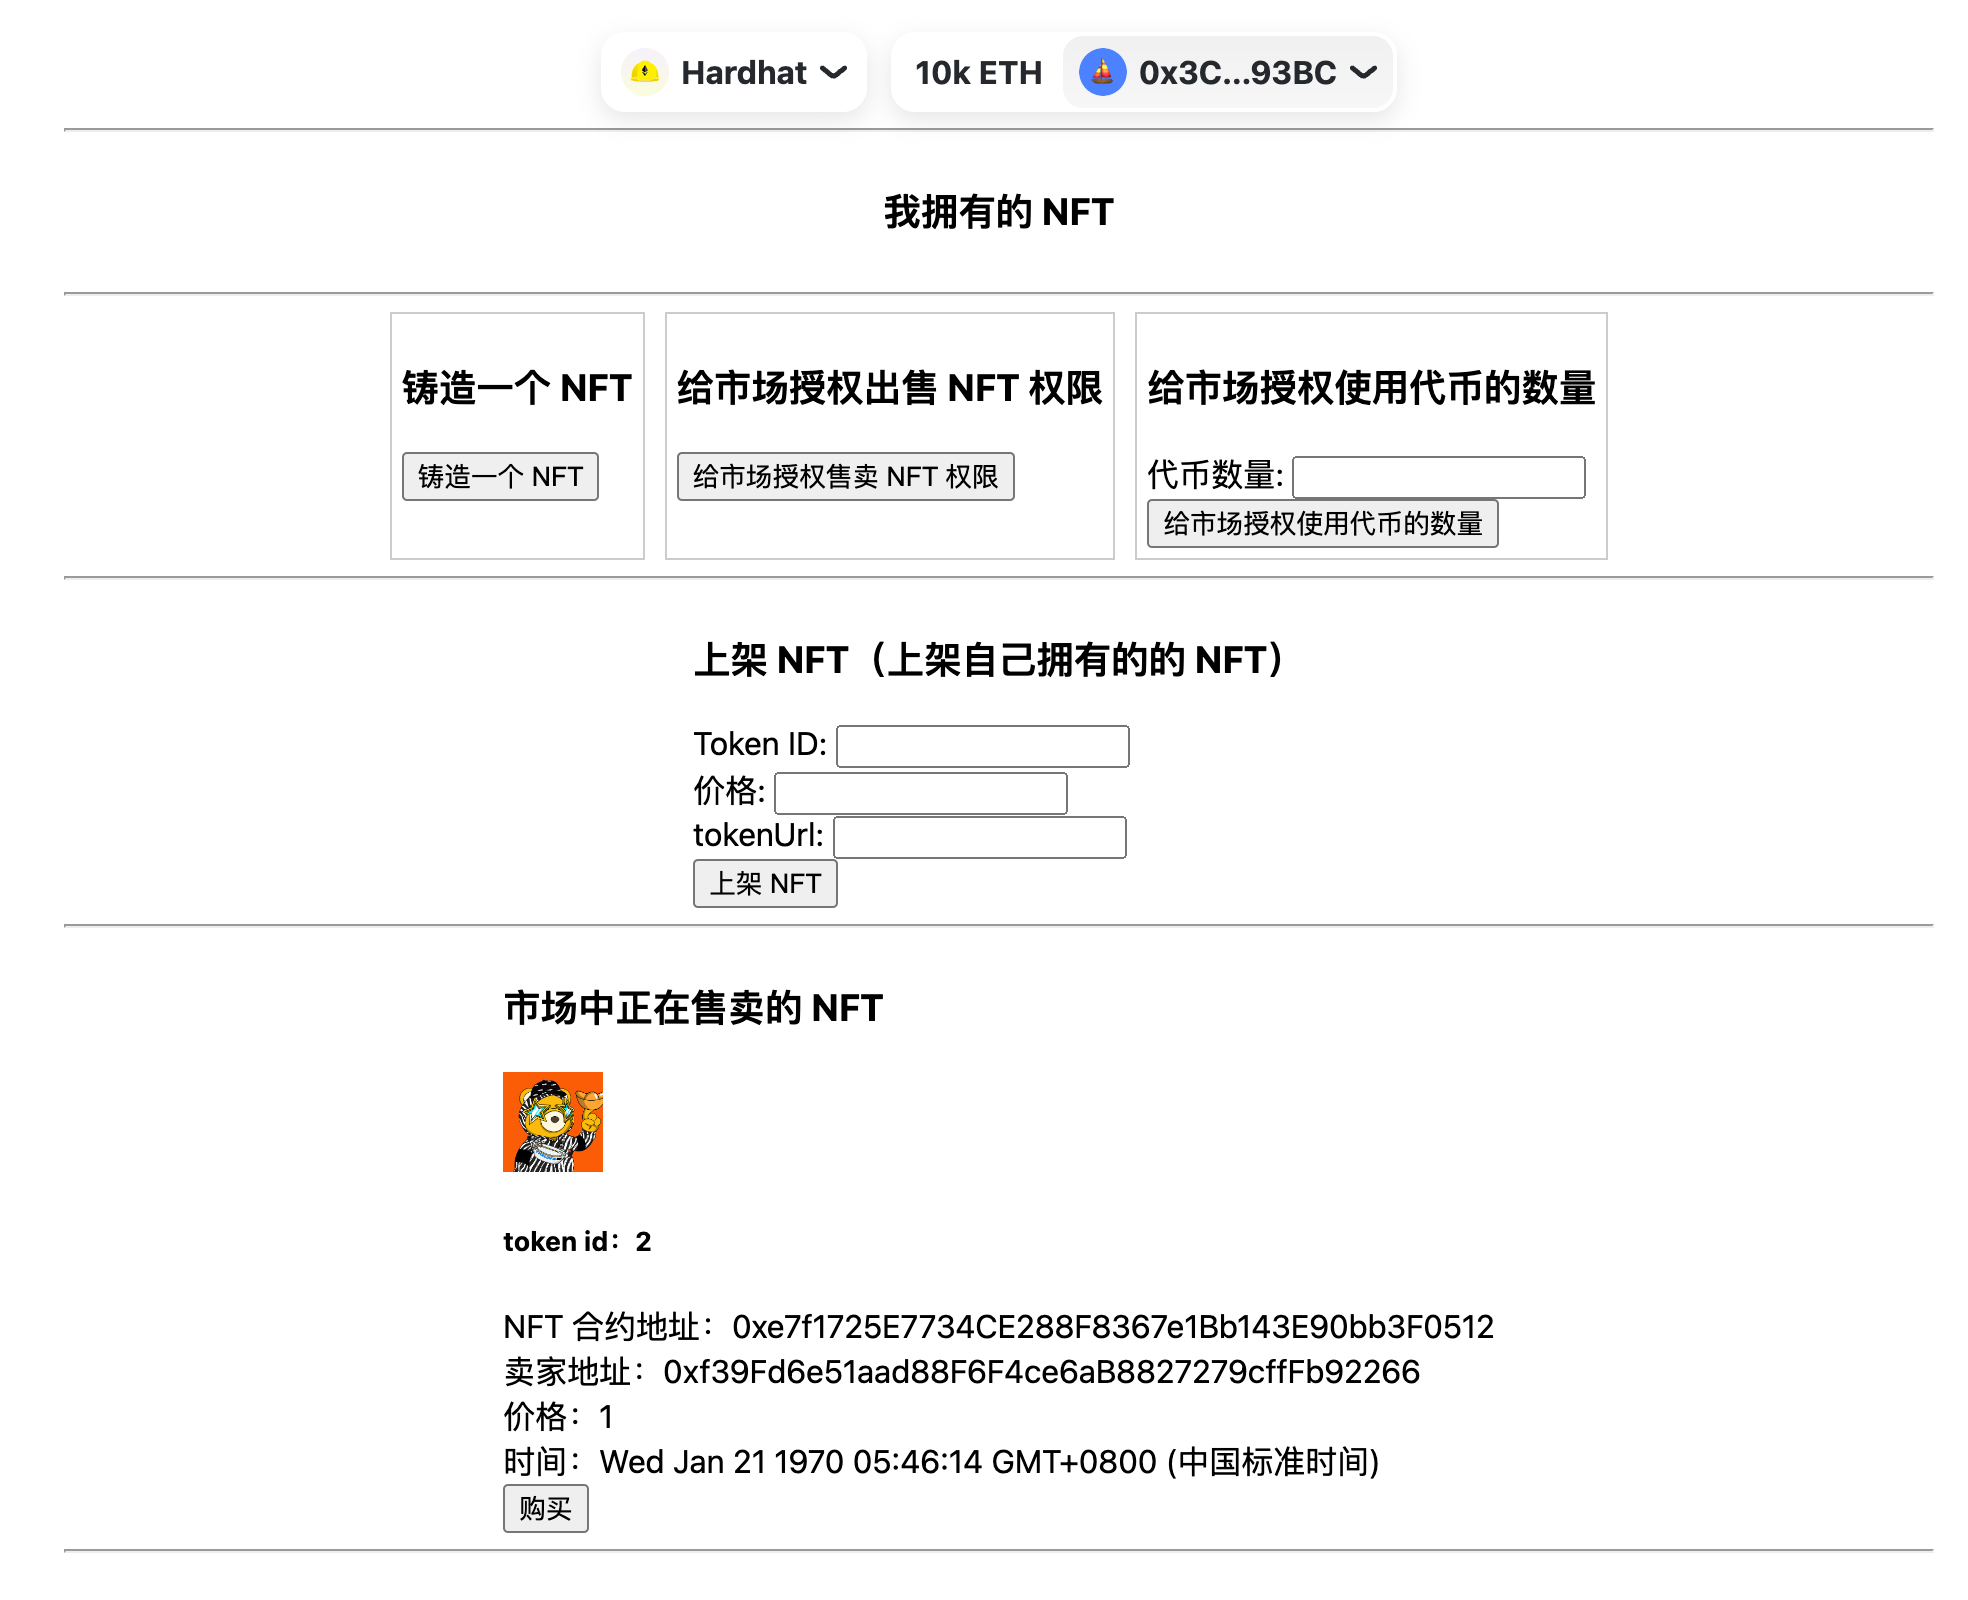 Hardhat 10k ETH 0x3C...93BC
我拥有的 NFT
铸造一个 NFT
铸造一个 NFT
给市场授权出售 NFT 权限
给市场授权售卖 NFT 权限
给市场授权使用代币的数量
代币数量:
给市场授权使用代币的数量
上架 NFT（上架自己拥有的的 NFT）
Token ID:
价格:
tokenUrl:
上架 NFT
市场中正在售卖的 NFT
token id：2
NFT 合约地址：0xe7f1725E7734CE288F8367e1Bb143E90bb3F0512
卖家地址：0xf39Fd6e51aad88F6F4ce6aB8827279cffFb92266
价格：1
时间：Wed Jan 21 1970 05:46:14 GMT+0800 (中国标准时间)
购买